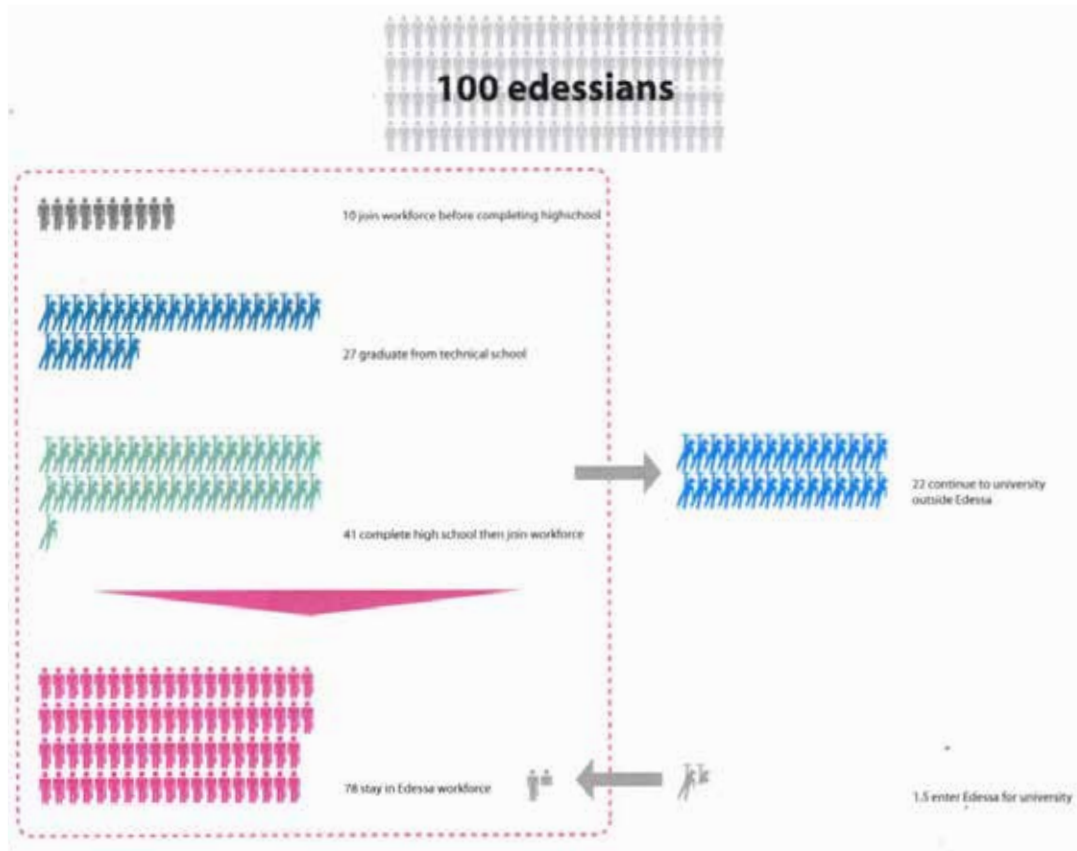 100 edessians
10 join workforce before completing highschool
27 graduate from technical school
22 continue to university
outside Edessa
41 complete high school then join workforce
78 stay in Edessa workforce
1.5 enter Edessa for university